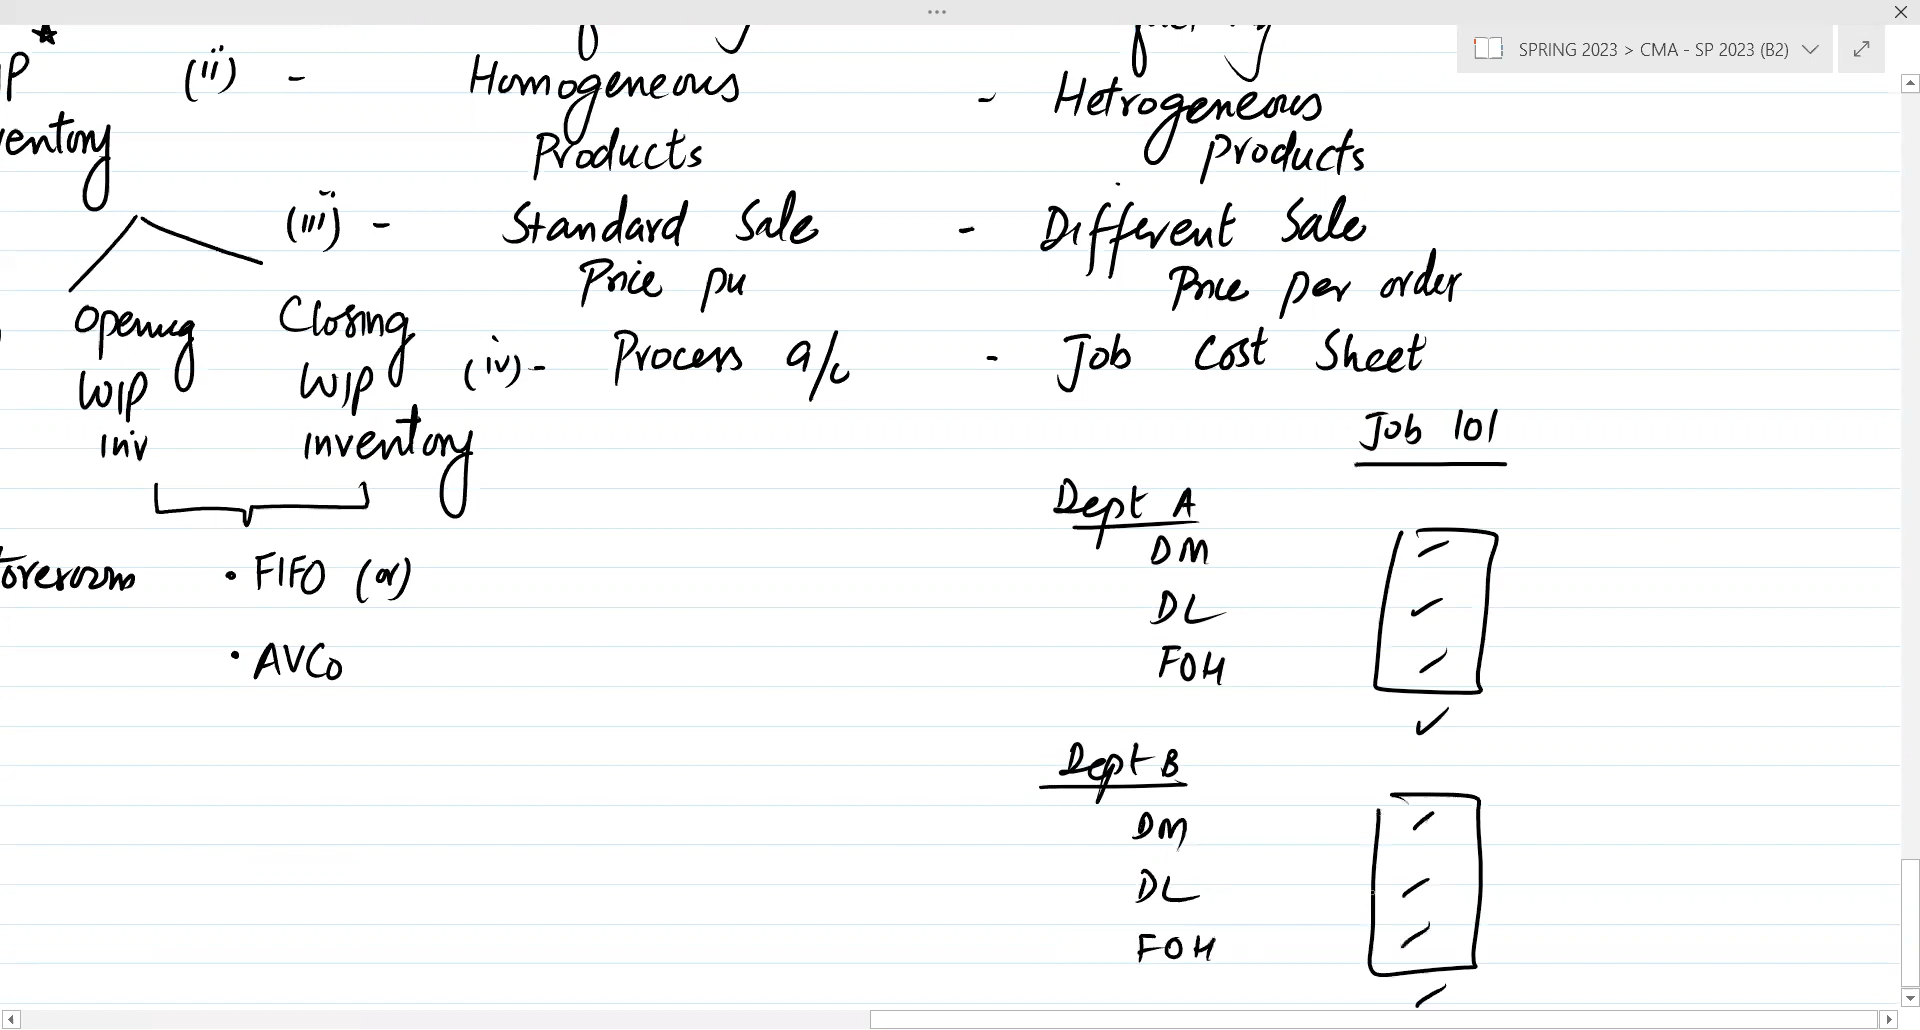 SPRING 2023 > CMA - SP 2023 (B2)
(ii) - Homogeneous - Hetrogeneous
Products products
(iii) - Standard Sale - Different Sale
Price pu Price per order
Opening Closing
WIP WIP
Inv inventory
(iv) - Process a/c - Job Cost Sheet
Job 101
Dept A
DM
• FIFO (or)
DL
• AVCo
FOH
Dept B
DM
DL
FOH